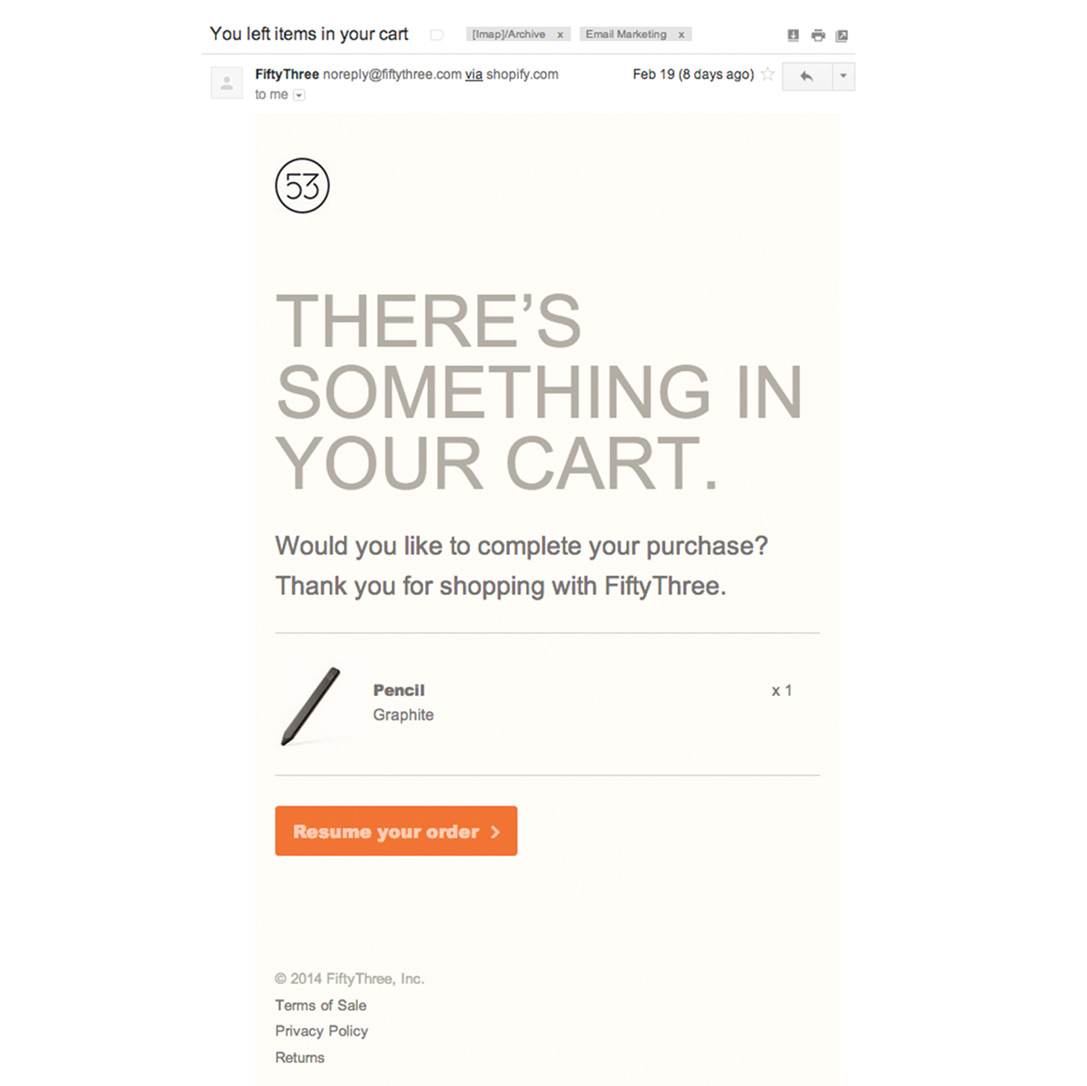 You left items in your cart [Imap]/Archive x Email Marketing x
FiftyThree noreply@fiftythree.com via shopify.com Feb 19 (8 days ago)
to me
53
THERE’S
SOMETHING IN
YOUR CART.
Would you like to complete your purchase?
Thank you for shopping with FiftyThree.
Pencil x 1
Graphite
Resume your order
© 2014 FiftyThree, Inc.
Terms of Sale
Privacy Policy
Returns